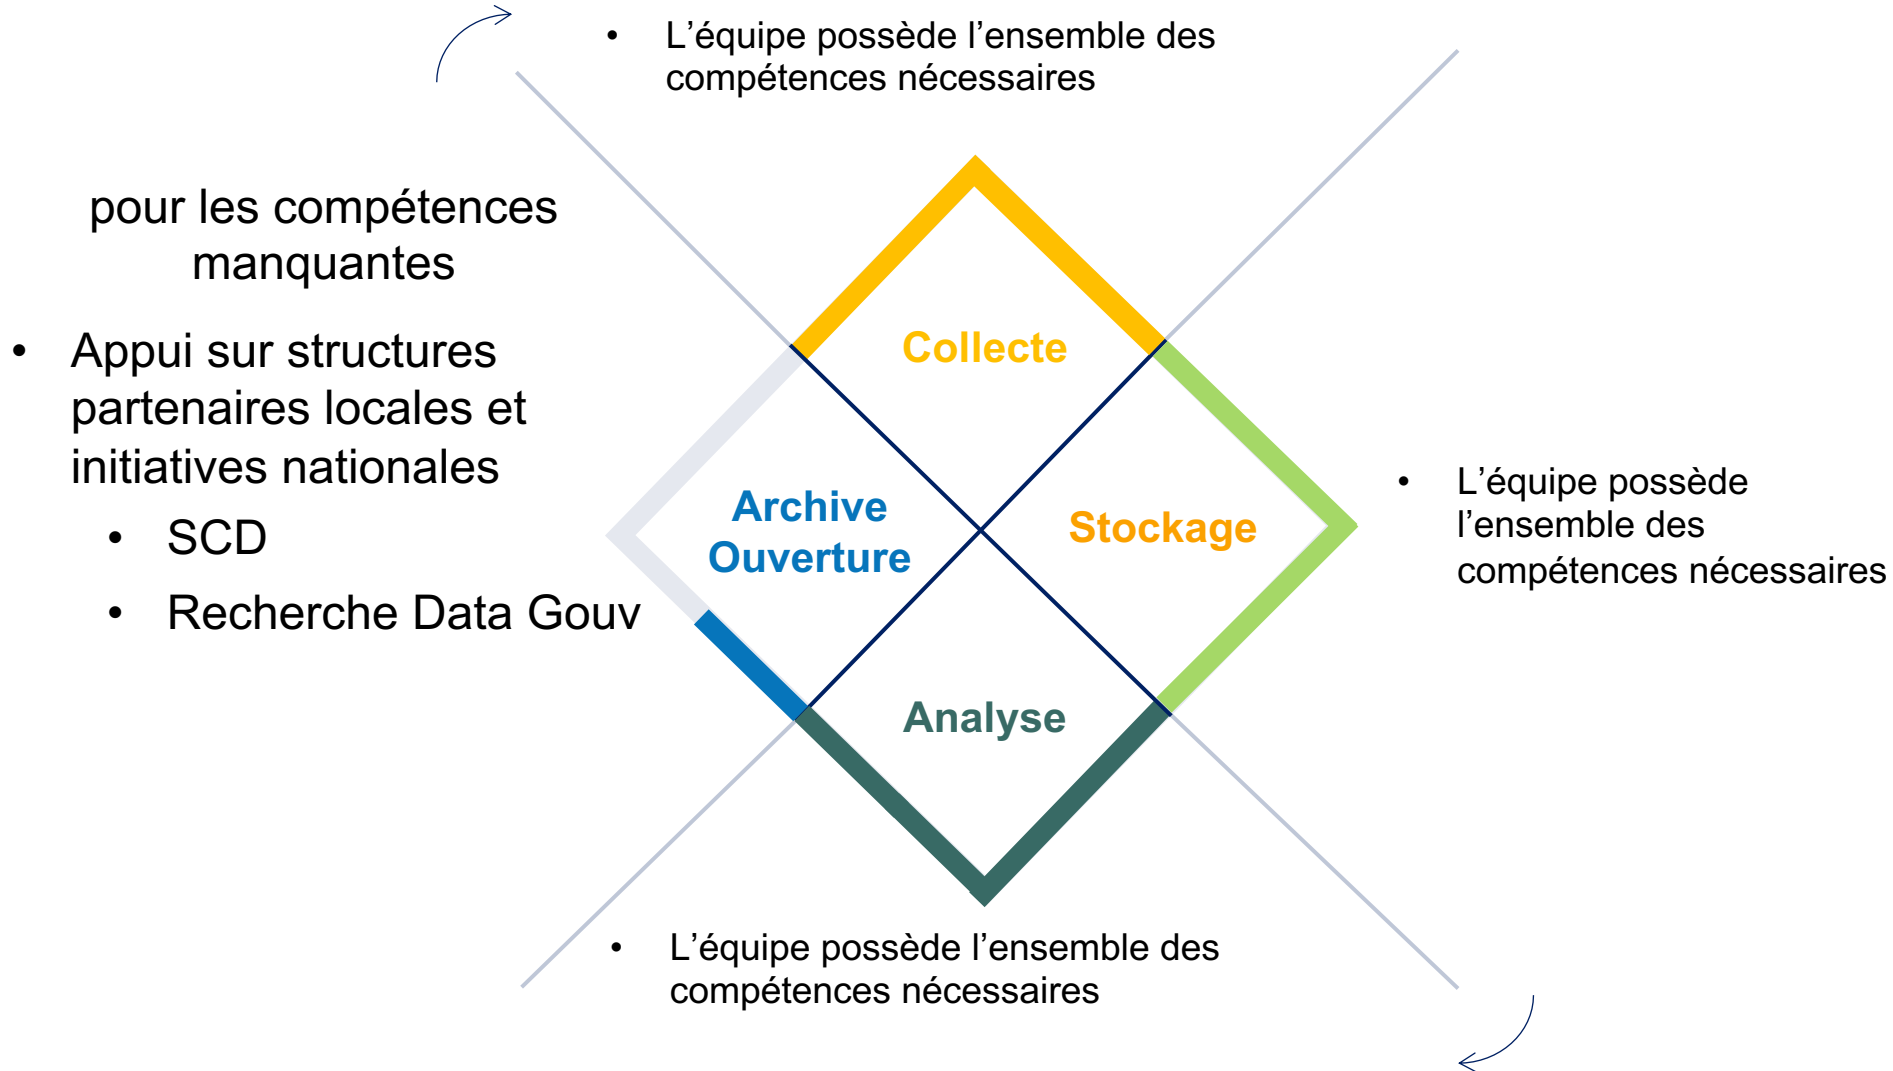 • L’équipe possède l’ensemble des
compétences nécessaires
pour les compétences
manquantes
• Appui sur structures
partenaires locales et
initiatives nationales
• SCD
• Recherche Data Gouv
Collecte
Archive
Ouverture
Stockage
Analyse
• L’équipe possède
l’ensemble des
compétences nécessaires
• L’équipe possède l’ensemble des
compétences nécessaires